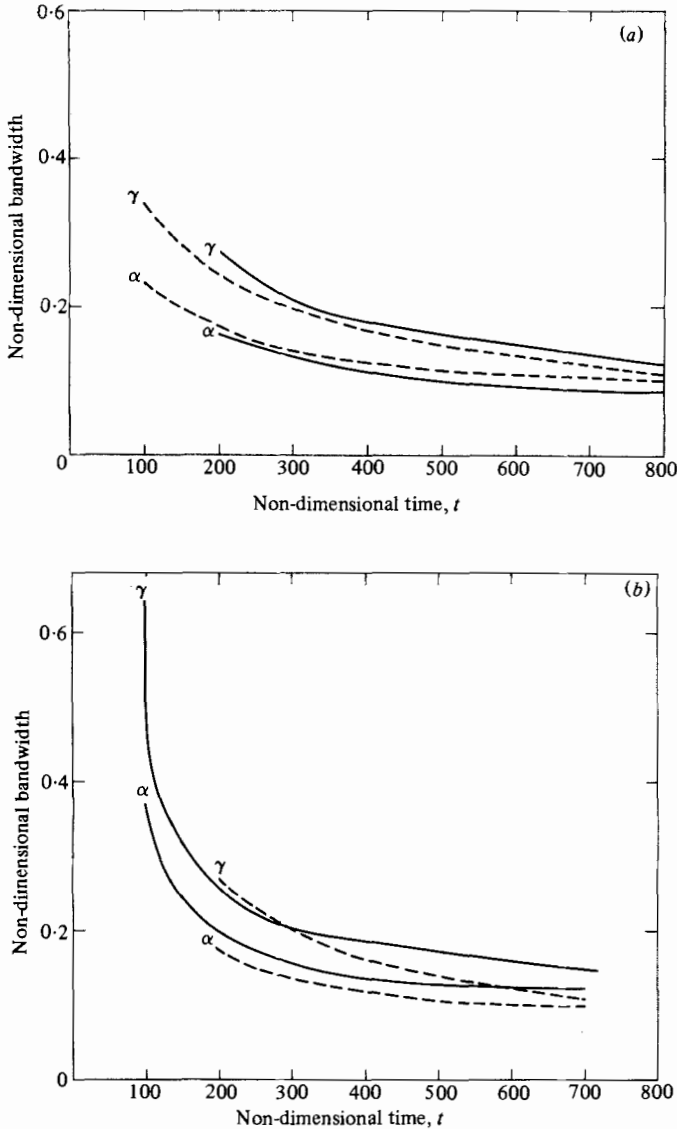 0·6
(a)
Non-dimensional bandwidth
0·4
γ
γ
α
0·2
α
0
100 200 300 400 500 600 700 800
Non-dimensional time, t
γ
(b)
0·6
Non-dimensional bandwidth
0·4
α
γ
0·2
α
0
100 200 300 400 500 600 700 800
Non-dimensional time, t